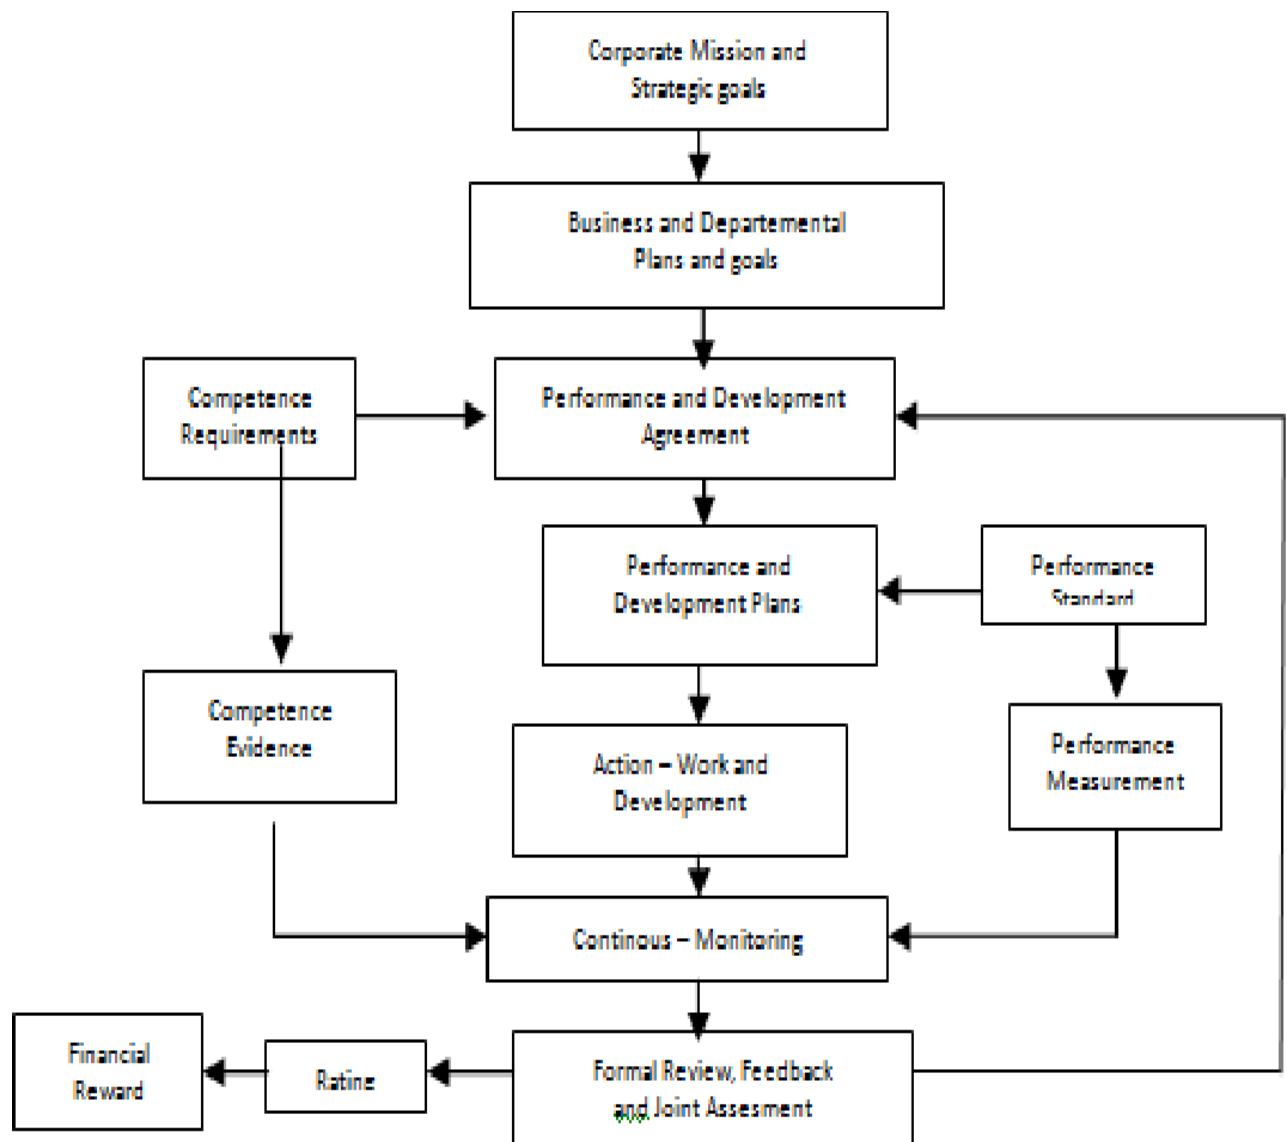 Corporate Mission and
Strategic goals
Business and Departemental
Plans and goals
Competence
Requirements
Performance and Development
Agreement
Performance and
Development Plans
Performance
Standard
Competence
Evidence
Action – Work and
Development
Performance
Measurement
Continous – Monitoring
Financial
Reward
Ratine
Formal Review, Feedback
and Joint Assesment